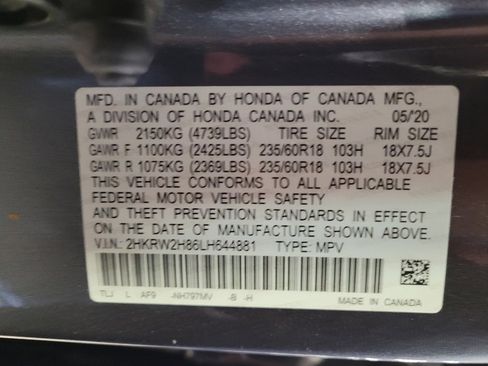 MFD. IN CANADA BY HONDA OF CANADA MFG.,
A DIVISION OF HONDA CANADA INC. 05/'20
GVWR 2150KG (4739LBS) TIRE SIZE RIM SIZE
GAWR F 1100KG (2425LBS) 235/60R18 103H 18X7.5J
GAWR R 1075KG (2369LBS) 235/60R18 103H 18X7.5J
THIS VEHICLE CONFORMS TO ALL APPLICABLE
FEDERAL MOTOR VEHICLE SAFETY
AND THEFT PREVENTION STANDARDS IN EFFECT
ON THE DATE OF MANUFACTURE SHOWN ABOVE.
V.I.N.: 2HKRW2H86LH644881 TYPE: MPV
TLJ L AF9 -NH797MV -B -H
MADE IN CANADA